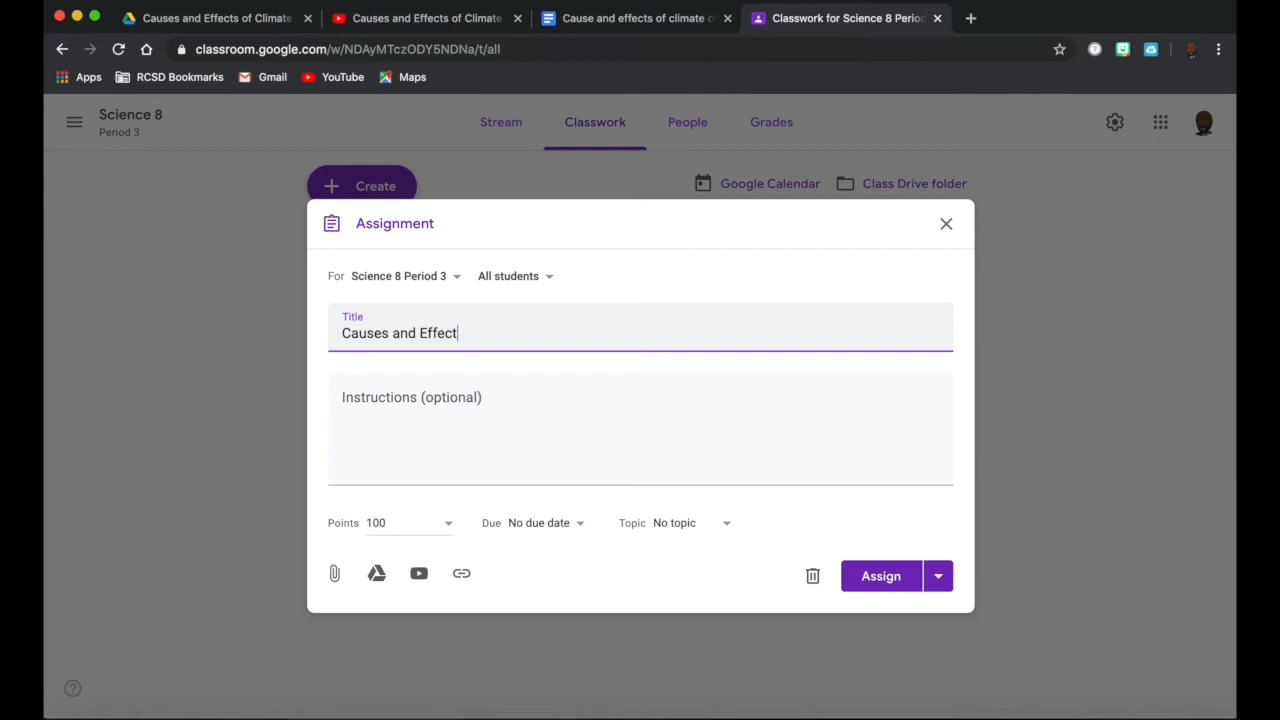 Causes and Effects of Climate
Causes and Effects of Climate
Cause and effects of climate c
Classwork for Science 8 Perio
classroom.google.com/w/NDAyMTczODY5NDNa/t/all
Apps
RCSD Bookmarks
Gmail
YouTube
Maps
Science 8
Period 3
Stream
Classwork
People
Grades
Create
Google Calendar
Class Drive folder
Assignment
For Science 8 Period 3
All students
Title
Causes and Effect
Instructions (optional)
Points 100
Due No due date
Topic No topic
Assign